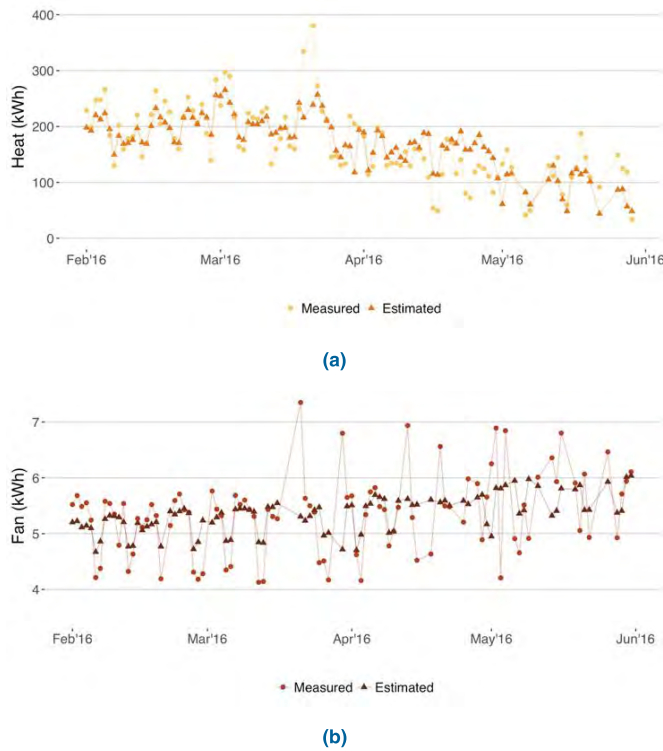 400
300
200
100
0
Heat (kWh)
Feb'16 Mar'16 Apr'16 May'16 Jun'16
Measured Estimated
(a)
7
6
5
4
Fan (kWh)
Feb'16 Mar'16 Apr'16 May'16 Jun'16
Measured Estimated
(b)